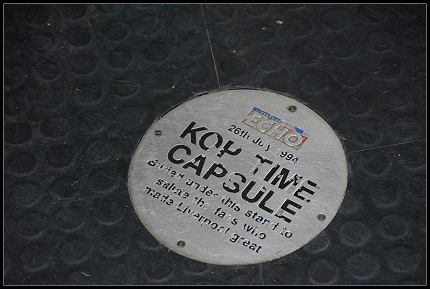 ECHO
26th July 1994
KOP TIME
CAPSULE
Buried under this stand to
salute the fans who
made Liverpool great